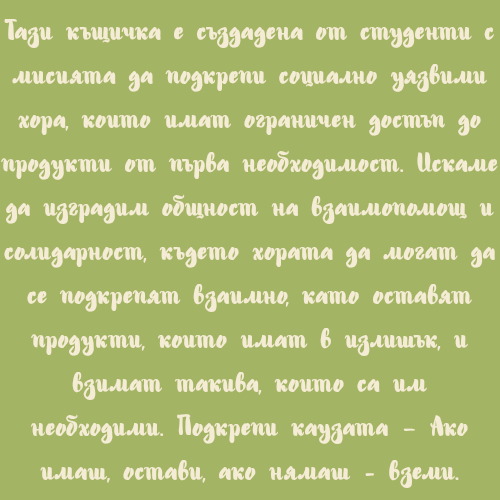 Тази къщичка е създадена от студенти с
мисията да подкрепи социално уязвими
хора, които имат ограничен достъп до
продукти от първа необходимост. Искаме
да изградим общност на взаимопомощ и
солидарност, където хората да могат да
се подкрепят взаимно, като оставят
продукти, които имат в излишък, и
взимат такива, които са им
необходими. Подкрепи каузата – Ако
имаш, остави, ако нямаш - вземи.